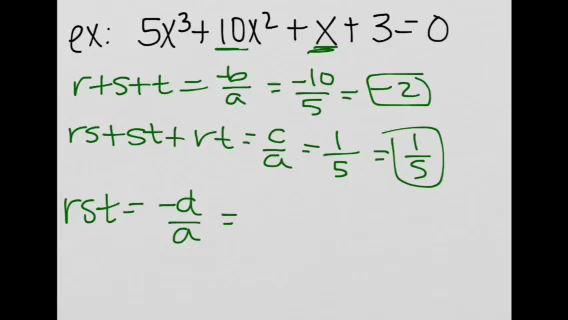 ex: 5x³+10x²+x+3=0
r+s+t = -b/a = -10/5 = -2
rs+st+rt = c/a = 1/5 = 1/5
rst = -d/a =